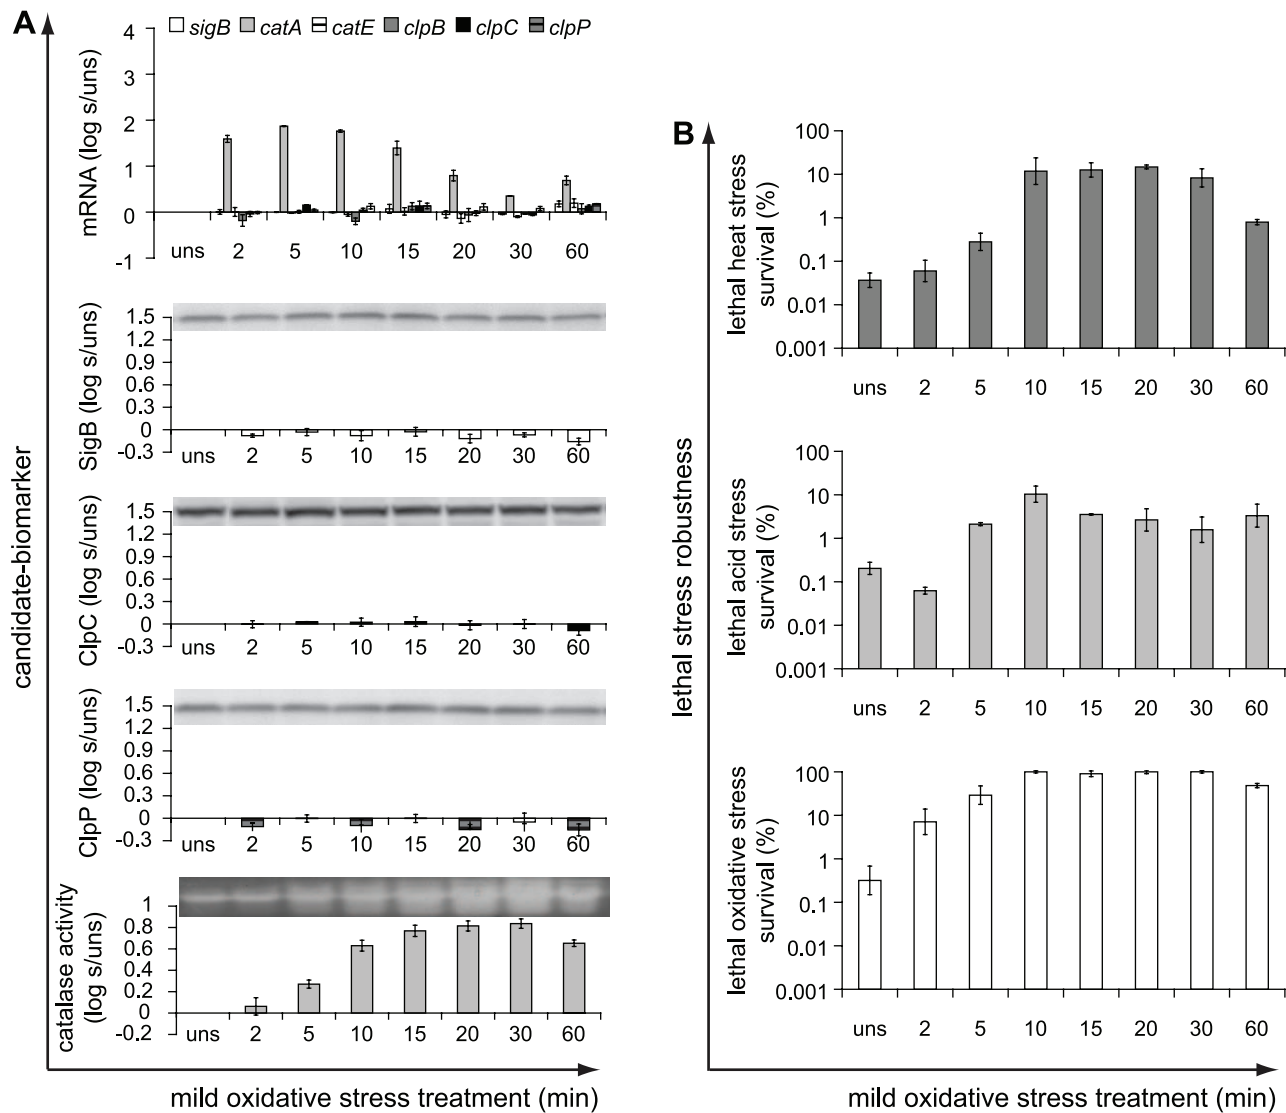 A
sigB catA catE clpB clpC clpP
mRNA (log s/uns)
4
3
2
1
0
-1
uns 2 5 10 15 20 30 60
SigB (log s/uns)
1.5
1.2
0.9
0.6
0.3
0
-0.3
uns 2 5 10 15 20 30 60
ClpC (log s/uns)
1.5
1.2
0.9
0.6
0.3
0
-0.3
uns 2 5 10 15 20 30 60
ClpP (log s/uns)
1.5
1.2
0.9
0.6
0.3
0
-0.3
uns 2 5 10 15 20 30 60
catalase activity
(log s/uns)
1
0.8
0.6
0.4
0.2
0
-0.2
uns 2 5 10 15 20 30 60
candidate-biomarker
mild oxidative stress treatment (min)
B
lethal heat stress
survival (%)
100
10
1
0.1
0.01
0.001
uns 2 5 10 15 20 30 60
lethal acid stress
survival (%)
100
10
1
0.1
0.01
0.001
uns 2 5 10 15 20 30 60
lethal oxidative stress
survival (%)
100
10
1
0.1
0.01
0.001
uns 2 5 10 15 20 30 60
lethal stress robustness
mild oxidative stress treatment (min)